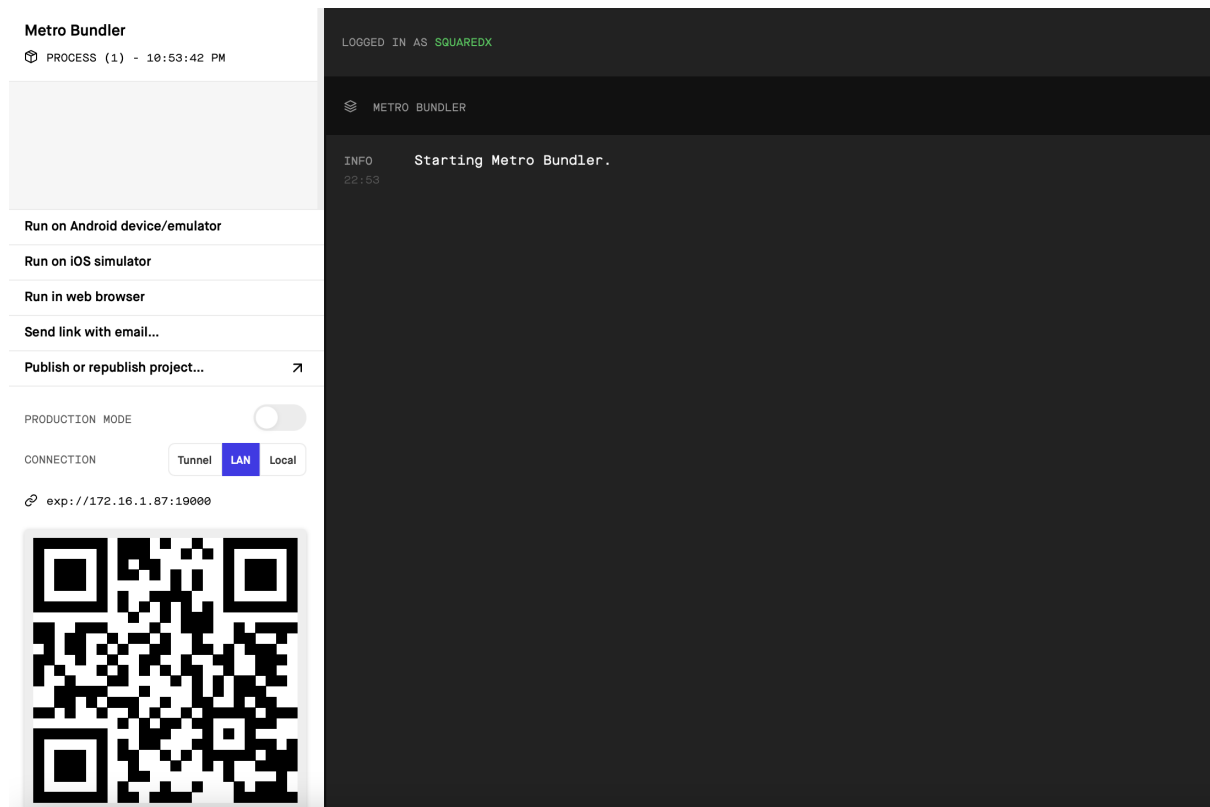 Metro Bundler
PROCESS (1) - 10:53:42 PM
Run on Android device/emulator
Run on iOS simulator
Run in web browser
Send link with email...
Publish or republish project...
PRODUCTION MODE
CONNECTION Tunnel LAN Local
exp://172.16.1.87:19000
LOGGED IN AS SQUAREDX
METRO BUNDLER
INFO Starting Metro Bundler.
22:53